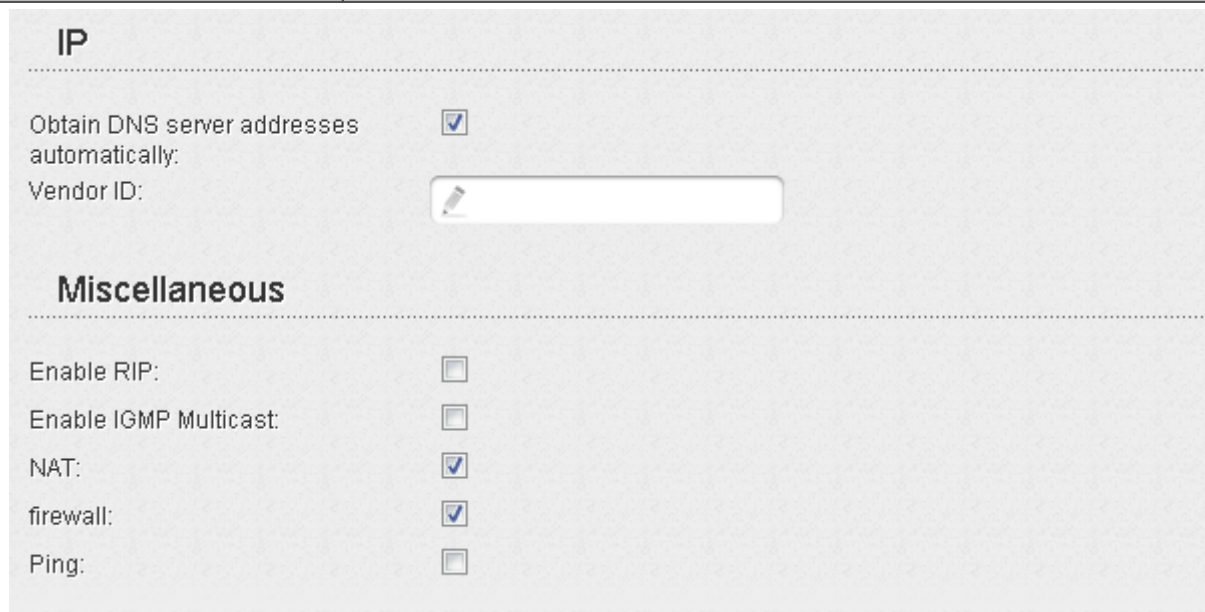 IP
Obtain DNS server addresses
automatically:
Vendor ID:
Miscellaneous
Enable RIP:
Enable IGMP Multicast:
NAT:
firewall:
Ping: